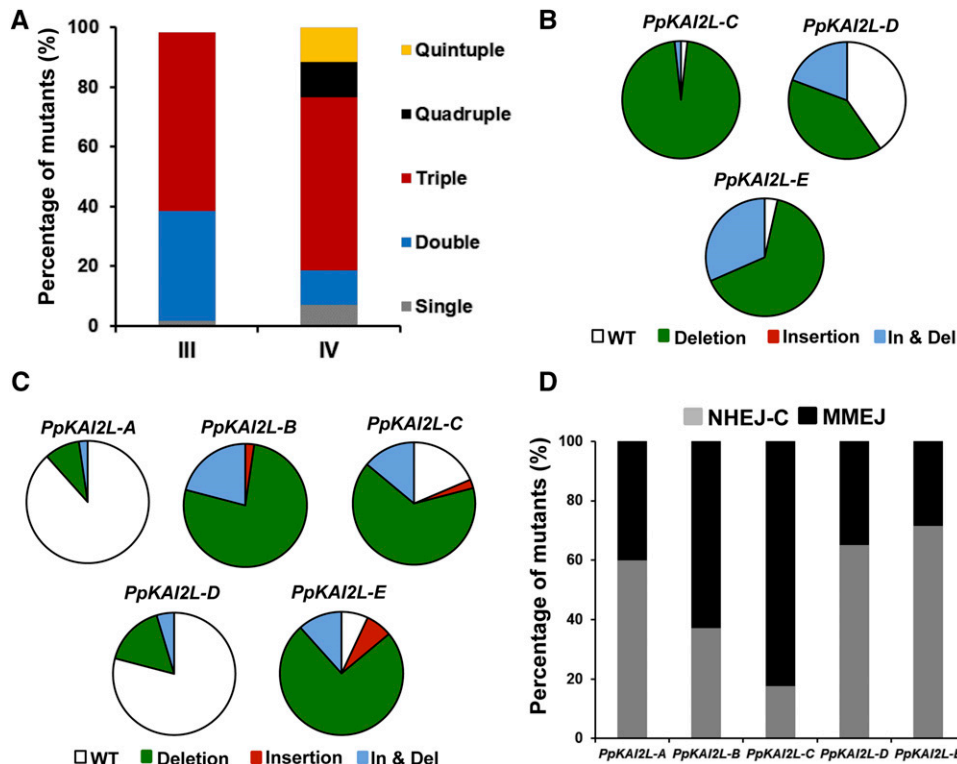 A
Percentage of mutants (%)
100
80
60
40
20
0
III
IV
Quintuple
Quadruple
Triple
Double
Single
B
PpKAI2L-C
PpKAI2L-D
PpKAI2L-E
WT Deletion Insertion In & Del
C
PpKAI2L-A
PpKAI2L-B
PpKAI2L-C
PpKAI2L-D
PpKAI2L-E
WT Deletion Insertion In & Del
D
NHEJ-C MMEJ
Percentage of mutants (%)
100
80
60
40
20
0
PpKAI2L-A PpKAI2L-B PpKAI2L-C PpKAI2L-D PpKAI2L-E